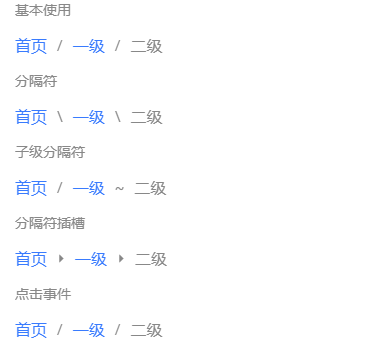 基本使用
首页 / 一级 / 二级
分隔符
首页 \ 一级 \ 二级
子级分隔符
首页 / 一级 ~ 二级
分隔符插槽
首页 ▸ 一级 ▸ 二级
点击事件
首页 / 一级 / 二级